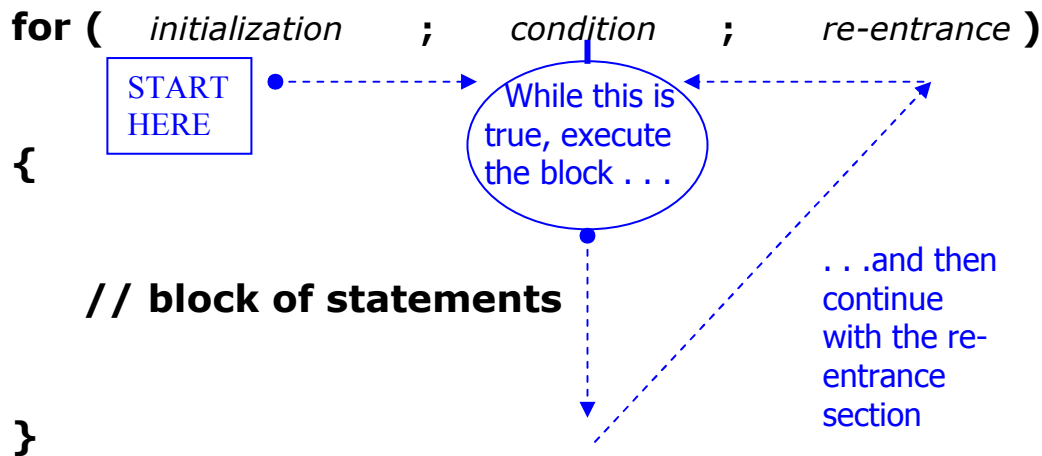 for ( initialization ; condition ; re-entrance )
START
HERE
While this is
true, execute
the block . . .
{
. . .and then
continue
with the re-
entrance
section
// block of statements
}